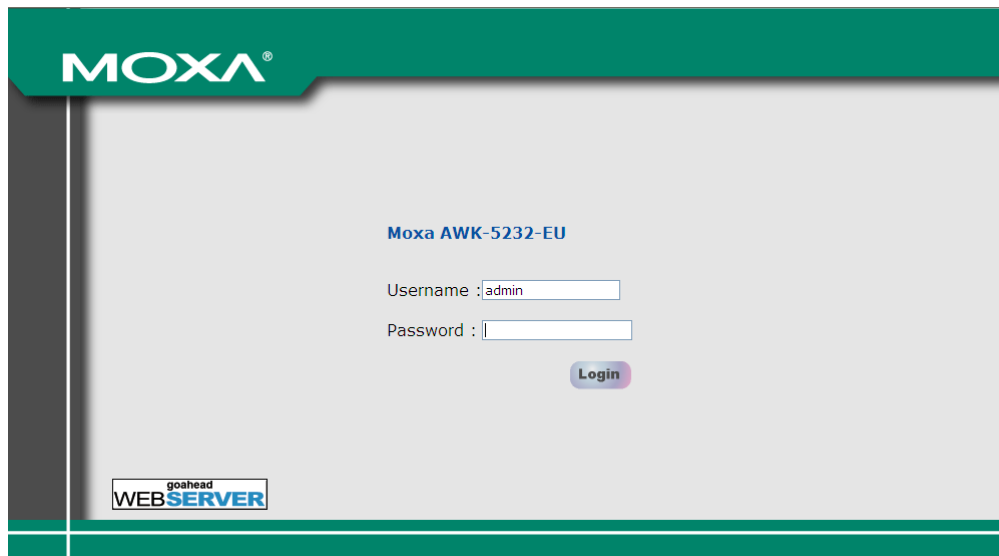 MOXA®
Moxa AWK-5232-EU
Username : admin
Password :
Login
goahead
WEBSERVER